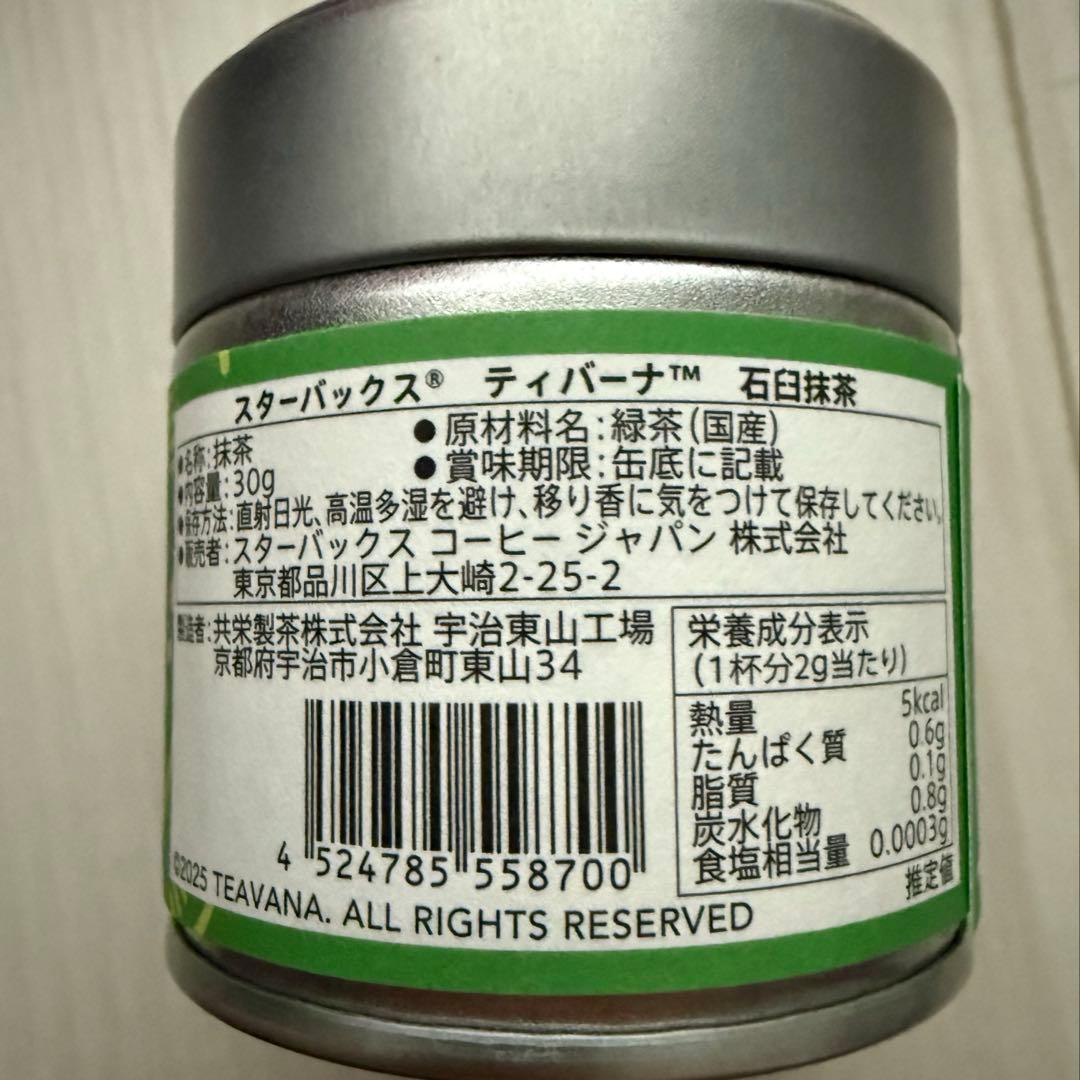 スターバックス® ティバーナ™ 石臼抹茶
●名称:抹茶 ●原材料名:緑茶(国産)
●内容量:30g ●賞味期限:缶底に記載
●保存方法:直射日光、高温多湿を避け、移り香に気をつけて保存してください。
●販売者:スターバックス コーヒー ジャパン 株式会社
東京都品川区上大崎2-25-2
製造者:共栄製茶株式会社 宇治東山工場
京都府宇治市小倉町東山34
栄養成分表示
(1杯分2g当たり)
熱量 5kcal
たんぱく質 0.6g
脂質 0.1g
炭水化物 0.8g
食塩相当量 0.0003g
推定値
4 524785 558700
©2025 TEAVANA. ALL RIGHTS RESERVED